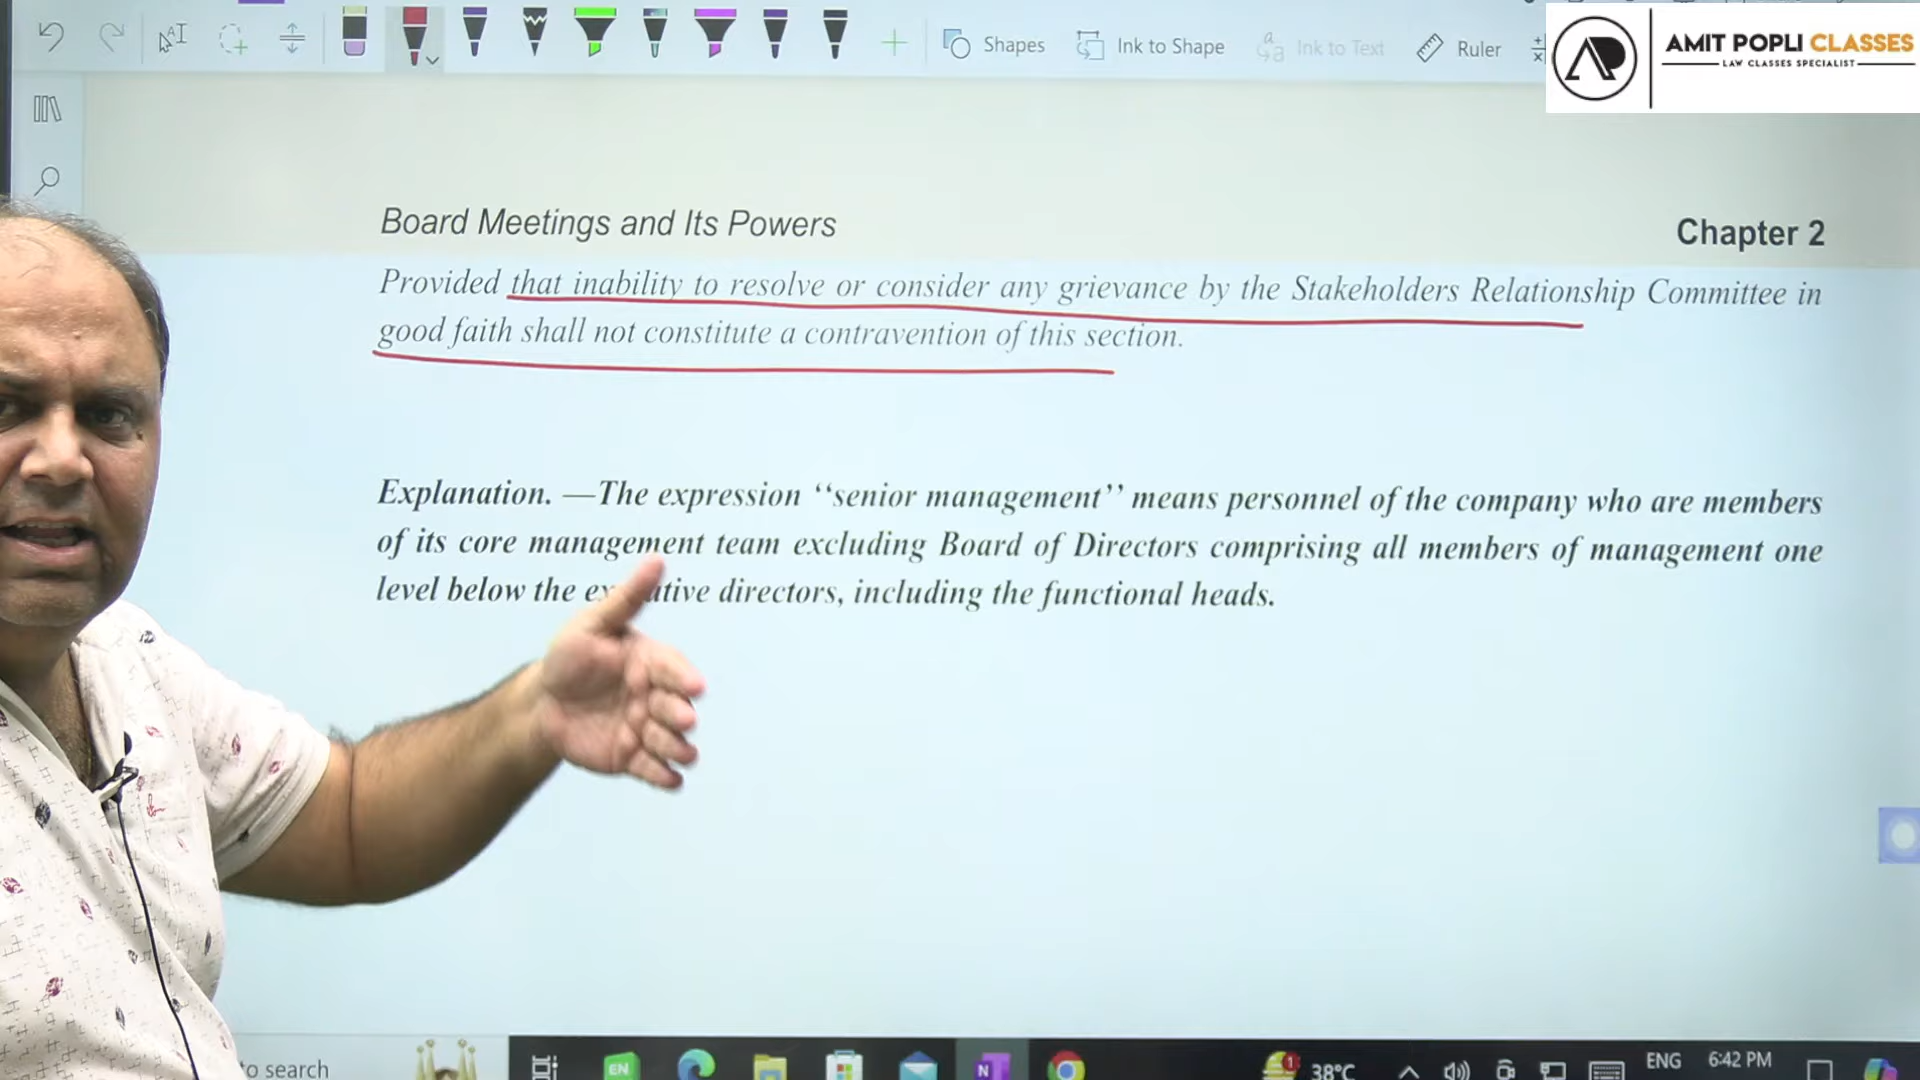 Shapes
Ink to Shape
Ink to Text
Ruler
AMIT POPLI CLASSES
LAW CLASSES SPECIALIST
Board Meetings and Its Powers
Chapter 2
Provided that inability to resolve or consider any grievance by the Stakeholders Relationship Committee in
good faith shall not constitute a contravention of this section.
Explanation. —The expression ‘‘senior management’’ means personnel of the company who are members
of its core management team excluding Board of Directors comprising all members of management one
level below the directors, including the functional heads.
to search
EN
N
1
38°C
ENG
6:42 PM